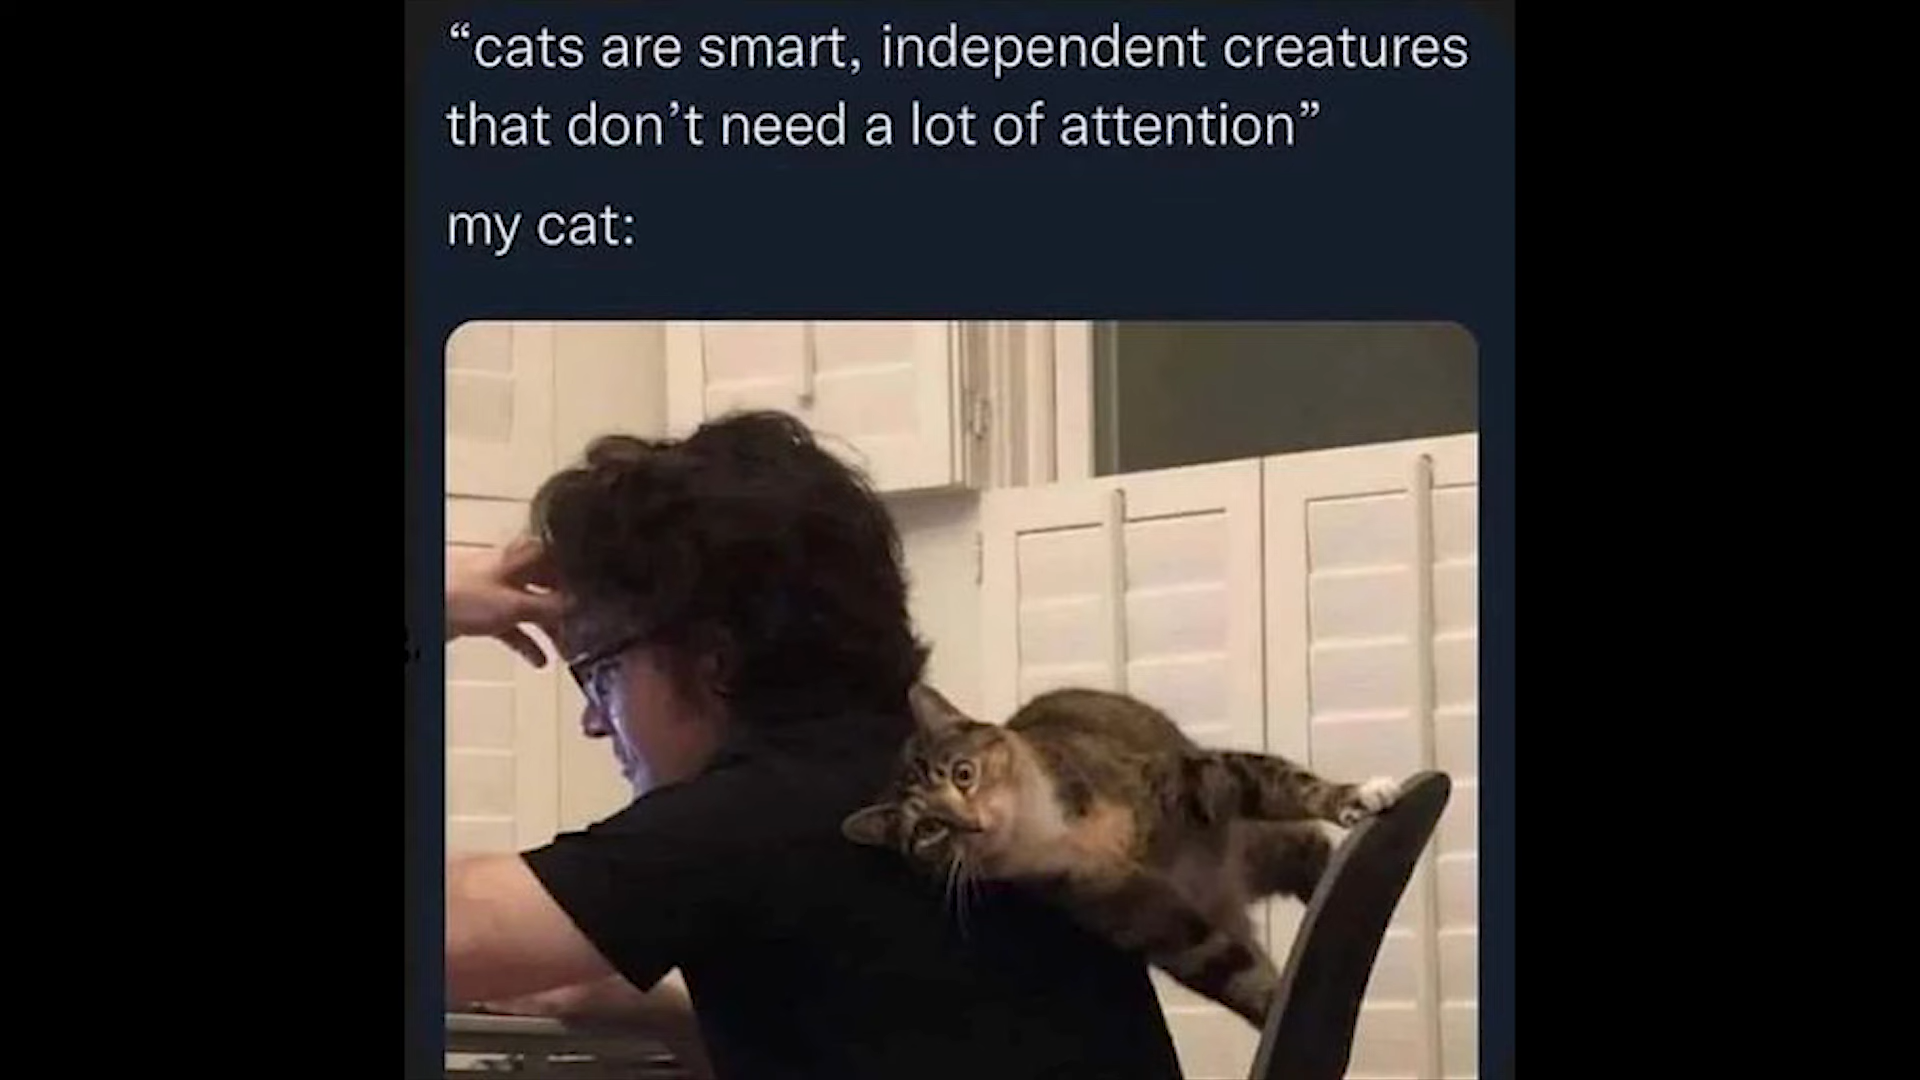 “cats are smart, independent creatures
that don’t need a lot of attention”
my cat: